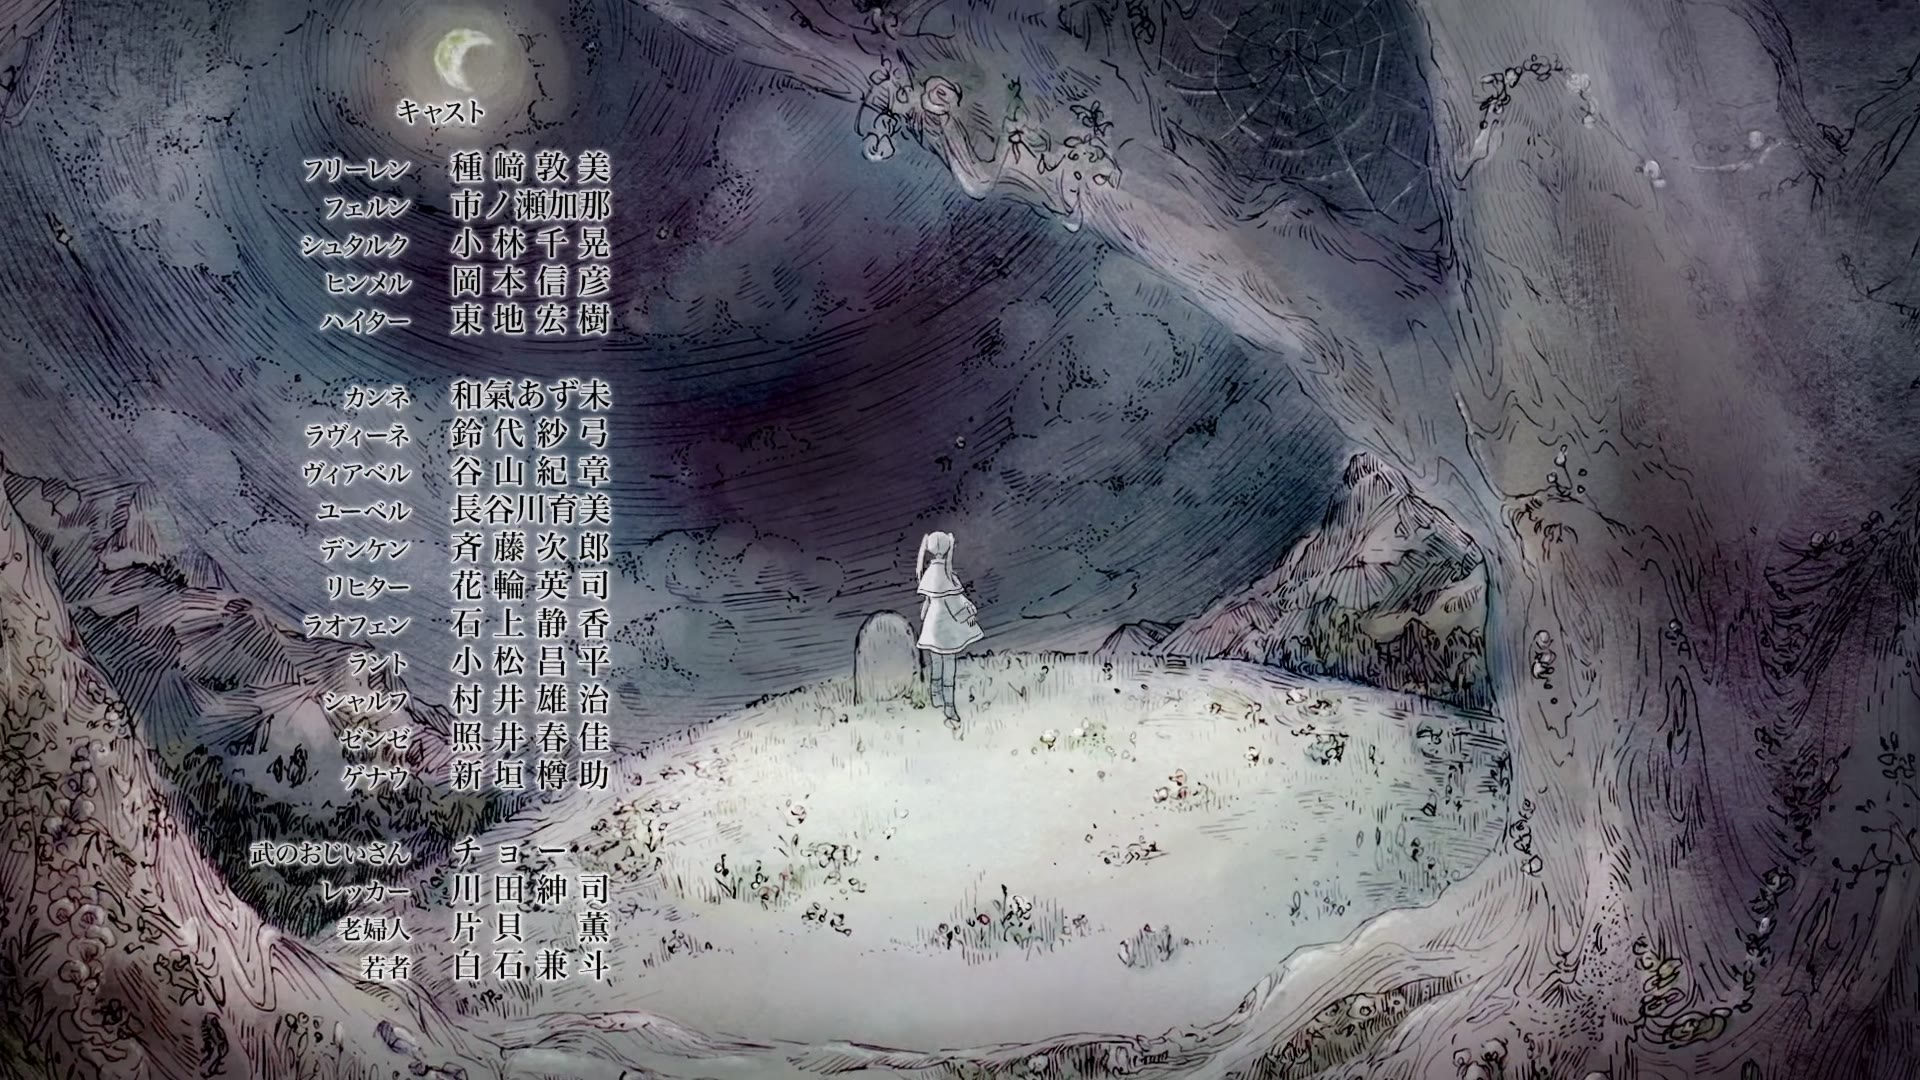 キャスト
フリーレン 種﨑敦美
フェルン 市ノ瀬加那
シュタルク 小林千晃
ヒンメル 岡本信彦
ハイター 東地宏樹
カンネ 和氣あず未
ラヴィーネ 鈴代紗弓
ヴィアベル 谷山紀章
ユーベル 長谷川育美
デンケン 斉藤次郎
リヒター 花輪英司
ラオフェン 石上静香
ラント 小松昌平
シャルフ 村井雄治
ゼンゼ 照井春佳
ゲナウ 新垣樽助
武のおじいさん チョー
レッカー 川田紳司
老婦人 片貝薫
若者 白石兼斗